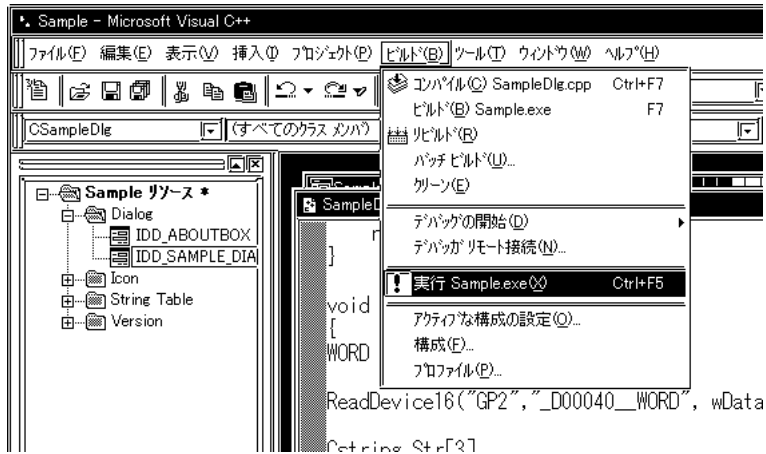 Sample - Microsoft Visual C++
ファイル(F) 編集(E) 表示(V) 挿入(I) プロジェクト(P) ビルド(B) ツール(T) ウィンドウ(W) ヘルプ(H)
CSampleDlg (すべてのクラス メンバ)
コンパイル(C) SampleDlg.cpp Ctrl+F7
ビルド(B) Sample.exe F7
リビルド(R)
バッチ ビルド(U)...
クリーン(E)
デバッグの開始(D)
デバッガ リモート接続(N)...
実行 Sample.exe(X) Ctrl+F5
アクティブな構成の設定(O)...
構成(F)...
プロファイル(P)...
Sample リソース *
Dialog
IDD_ABOUTBOX
IDD_SAMPLE_DIA
Icon
String Table
Version
SampleD
}
void
{
WORD
ReadDevice16("GP2","_D00040__WORD", wData
Cstring Str[3]